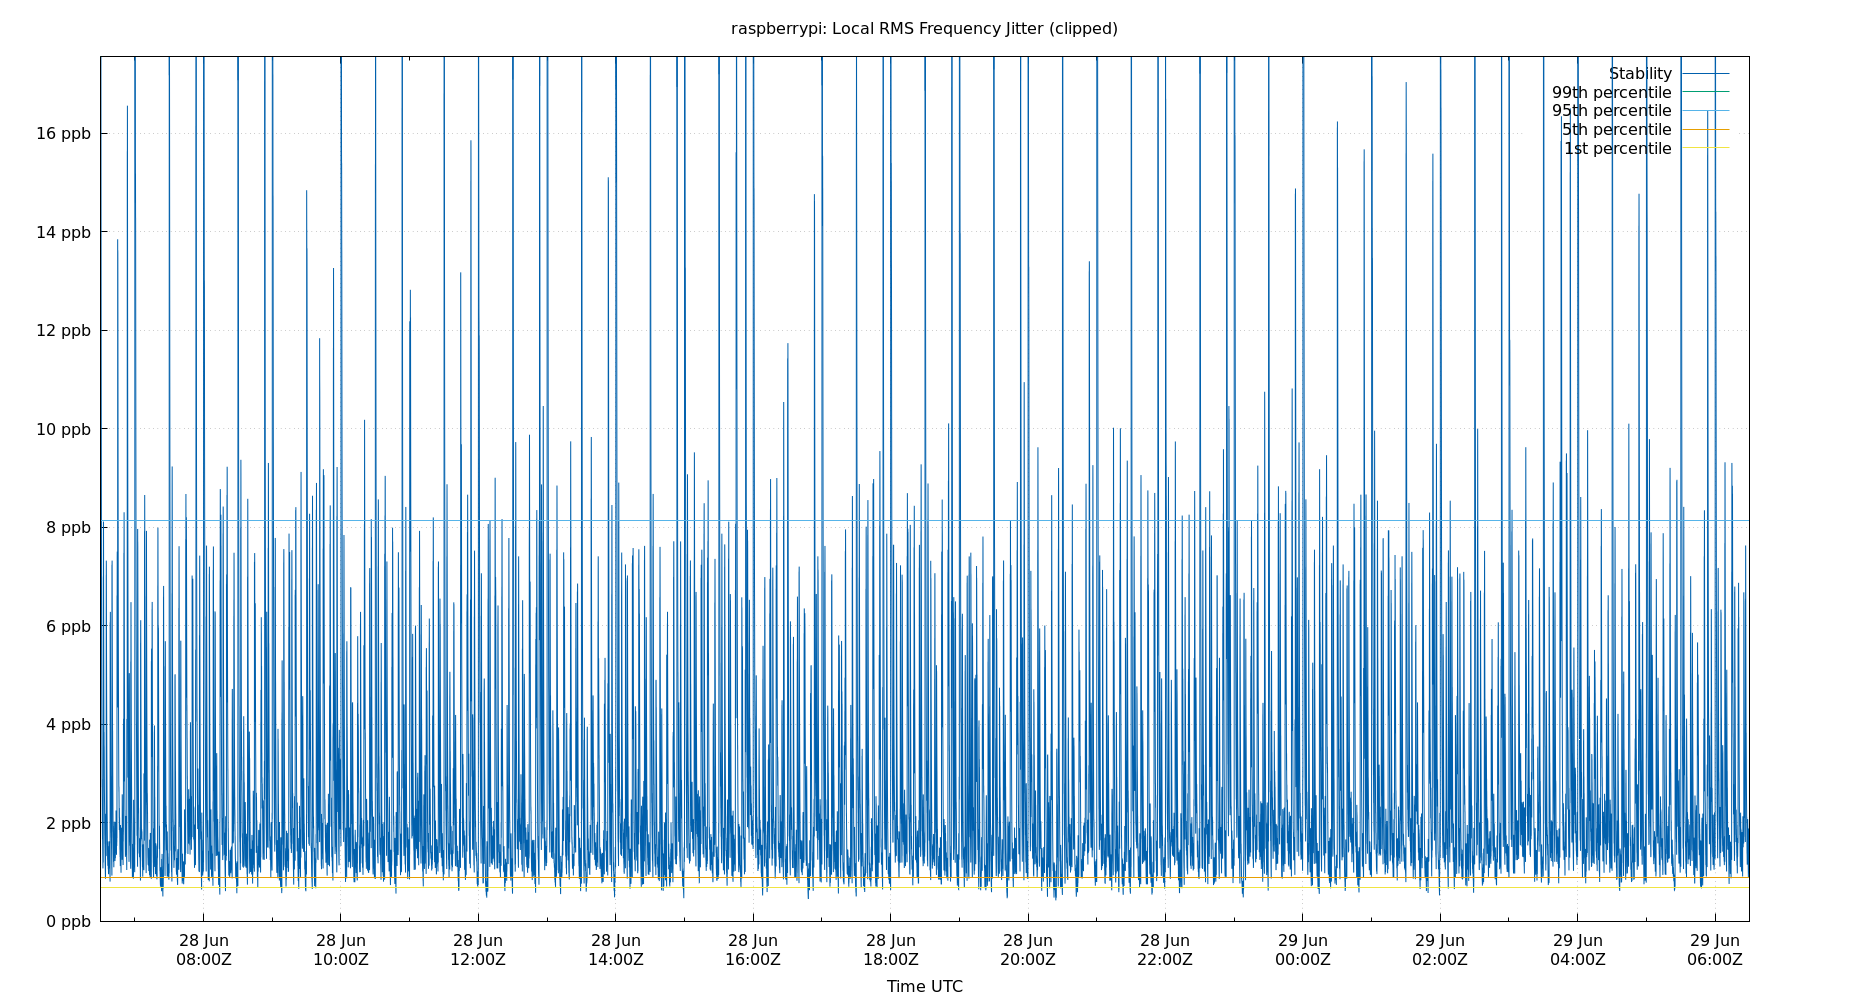 raspberrypi: Local RMS Frequency Jitter (clipped)
Stability
99th percentile
95th percentile
5th percentile
1st percentile
16 ppb
14 ppb
12 ppb
10 ppb
8 ppb
6 ppb
4 ppb
2 ppb
0 ppb
28 Jun 28 Jun 28 Jun 28 Jun 28 Jun 28 Jun 28 Jun 28 Jun 29 Jun 29 Jun 29 Jun 29 Jun
08:00Z 10:00Z 12:00Z 14:00Z 16:00Z 18:00Z 20:00Z 22:00Z 00:00Z 02:00Z 04:00Z 06:00Z
Time UTC